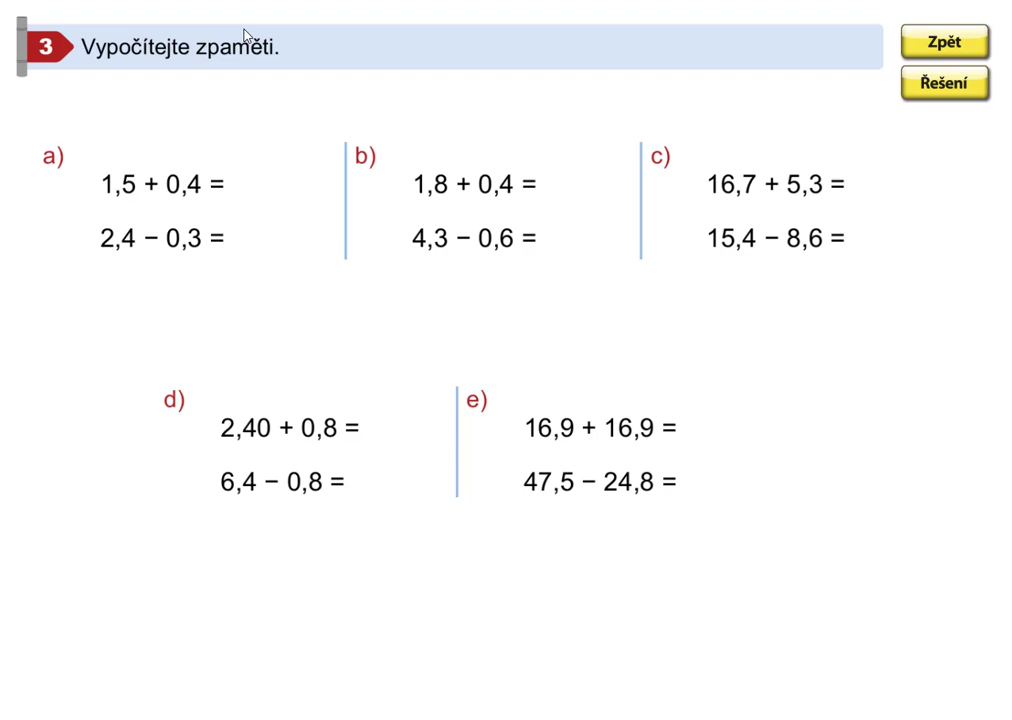 3 Vypočítejte zpaměti.
Zpět
Řešení
a)
1,5 + 0,4 =
2,4 − 0,3 =
b)
1,8 + 0,4 =
4,3 − 0,6 =
c)
16,7 + 5,3 =
15,4 − 8,6 =
d)
2,40 + 0,8 =
6,4 − 0,8 =
e)
16,9 + 16,9 =
47,5 − 24,8 =